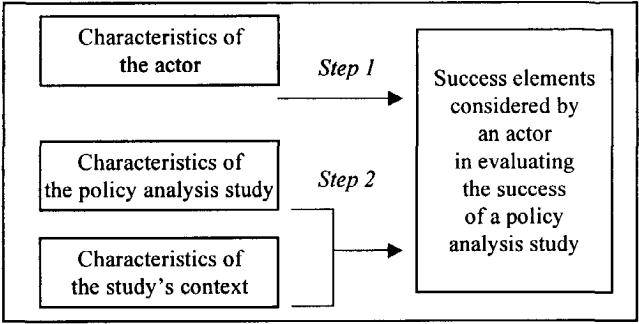 Characteristics of
the actor
Step 1
Characteristics of
the policy analysis study
Step 2
Characteristics of
the study's context
Success elements
considered by
an actor
in evaluating
the success
of a policy
analysis study